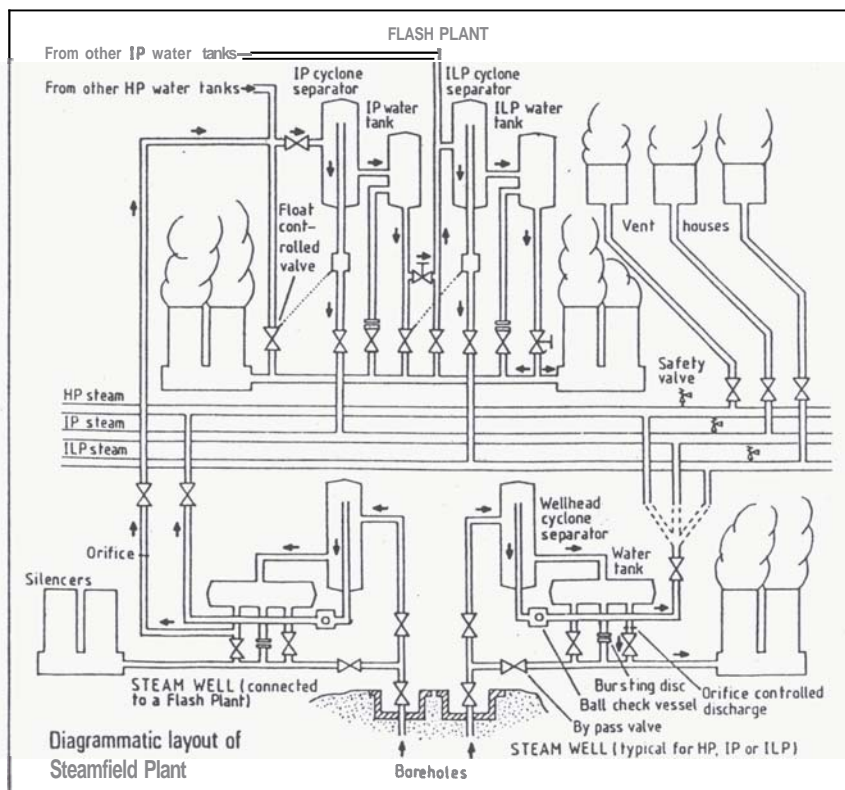 FLASH PLANT
From other IP water tanks
From other HP water tanks
IP cyclone
separator
ILP cyclone
separator
IP water
tank
ILP water
tank
Float
cont-
rolled
valve
Vent houses
Safety
valve
HP steam
IP steam
ILP steam
Wellhead
cyclone
separator
Water
tank
Orifice
Silencers
STEAM WELL (connected
to a Flash Plant)
Bursting disc
Ball check vessel
By pass valve
Orifice controlled
discharge
STEAM WELL (typical for HP, IP or ILP)
Diagrammatic layout of
Steamfield Plant
Boreholes